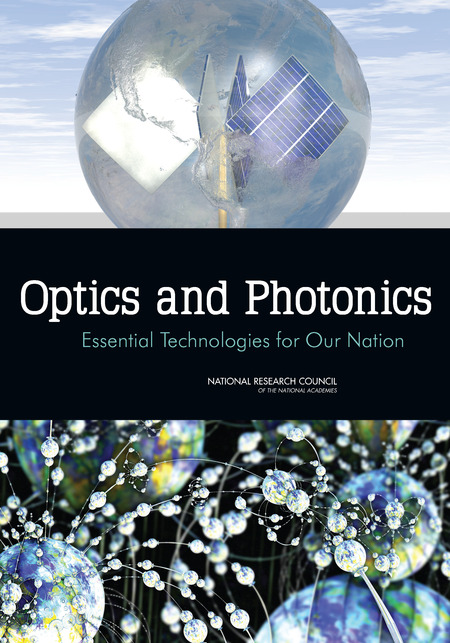 Optics and Photonics
Essential Technologies for Our Nation
NATIONAL RESEARCH COUNCIL
OF THE NATIONAL ACADEMIES